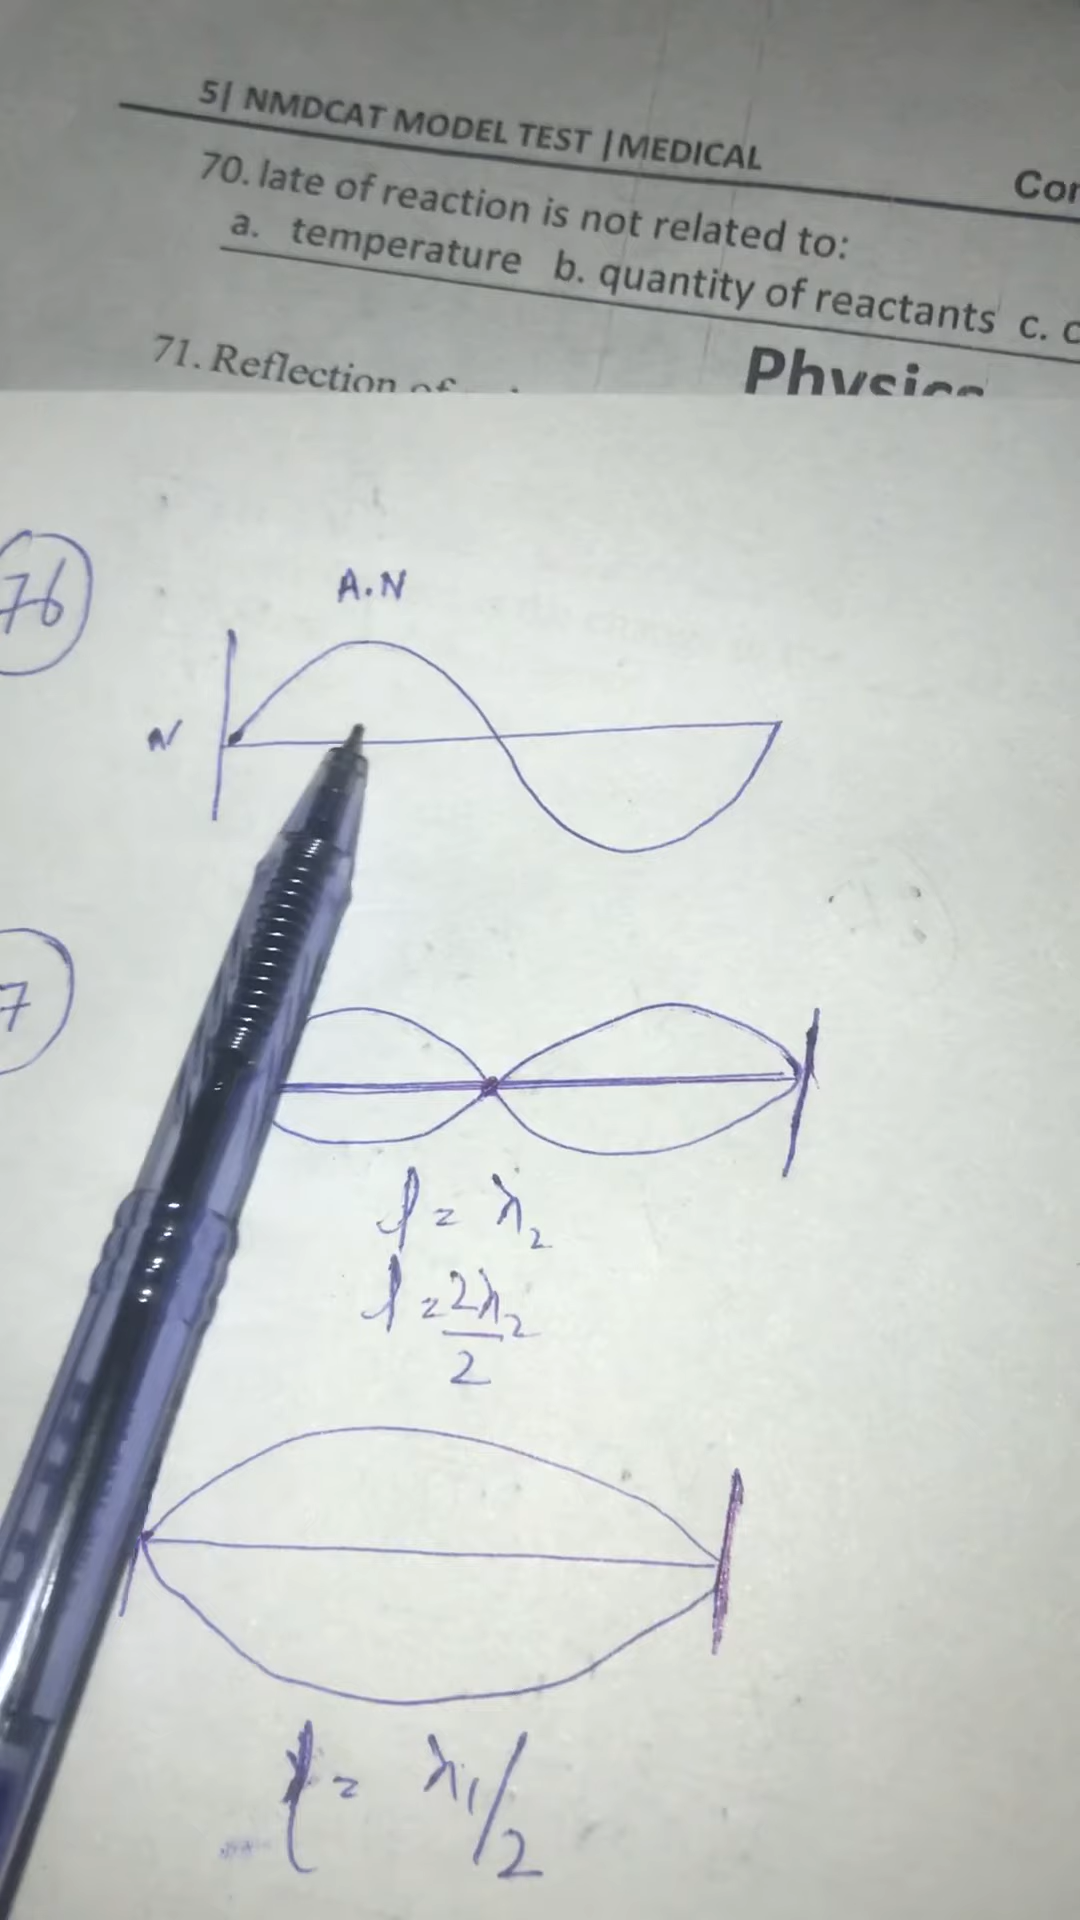 5| NMDCAT MODEL TEST |MEDICAL
70. late of reaction is not related to:
a. temperature b. quantity of reactants c.
Physics
71. Reflection of
76
A.N
N
7
l = λ2
l = 2λ2
2
l = λ1/2